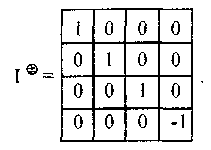 1 0 0 0
0 1 0 0
I ⊕ =
0 0 1 0
0 0 0 -1
.